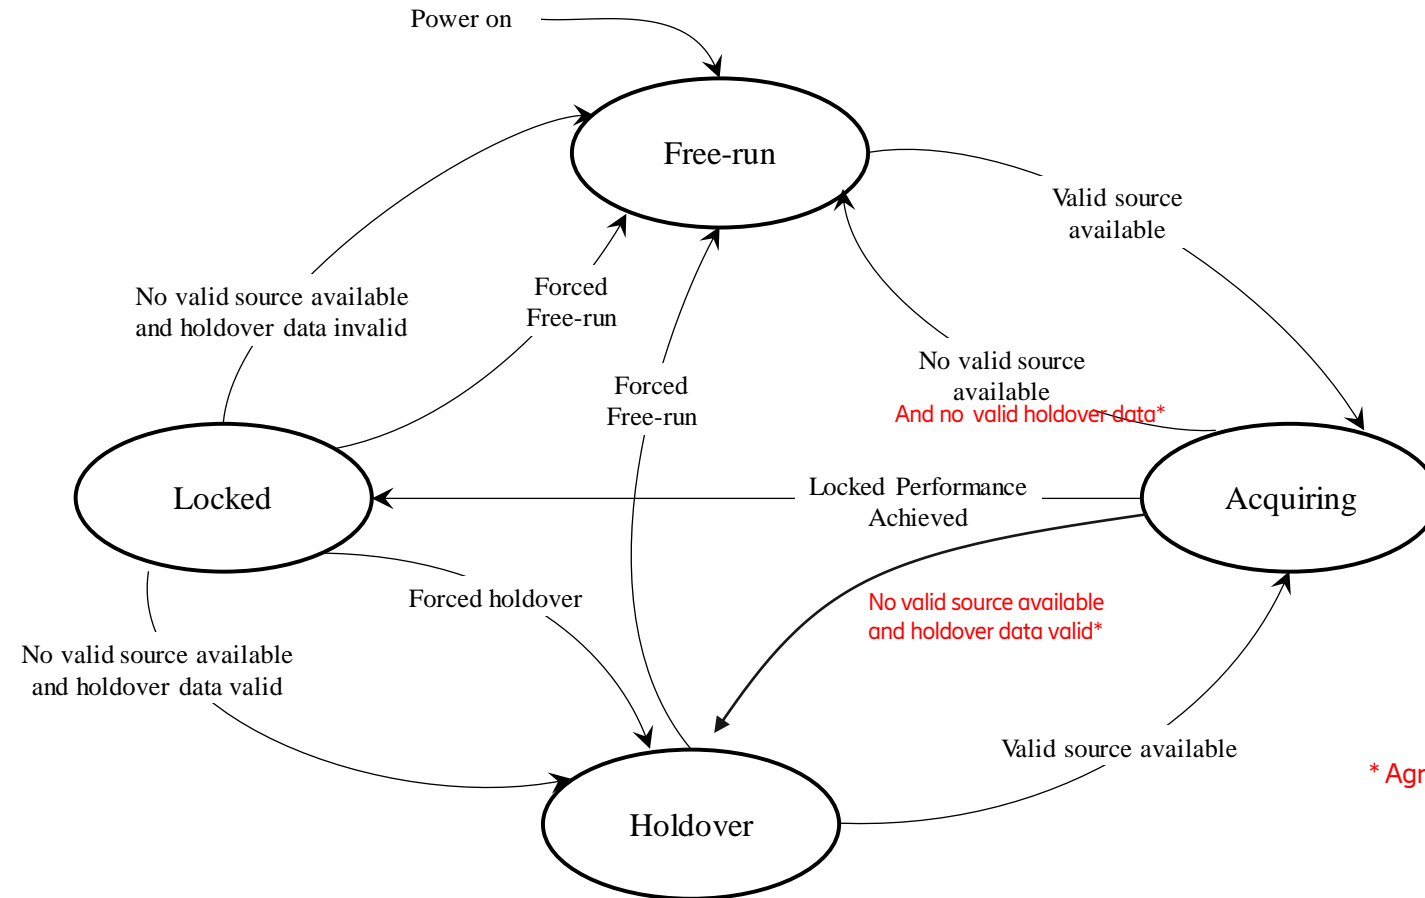 Power on
Free-run
Valid source
available
Forced
Free-run
No valid source available
and holdover data invalid
No valid source
available
And no valid holdover data*
Forced
Free-run
Locked
Locked Performance
Achieved
Acquiring
Forced holdover
No valid source available
and holdover data valid*
No valid source available
and holdover data valid
Valid source available
* Agr
Holdover